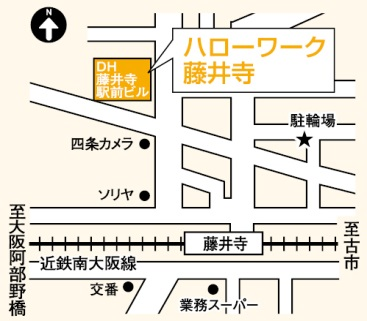 N
ハローワーク
藤井寺
DH
藤井寺
駅前ビル
駐輪場
四条カメラ
ソリヤ
至大阪阿部野橋
藤井寺
至古市
近鉄南大阪線
交番
業務スーパー